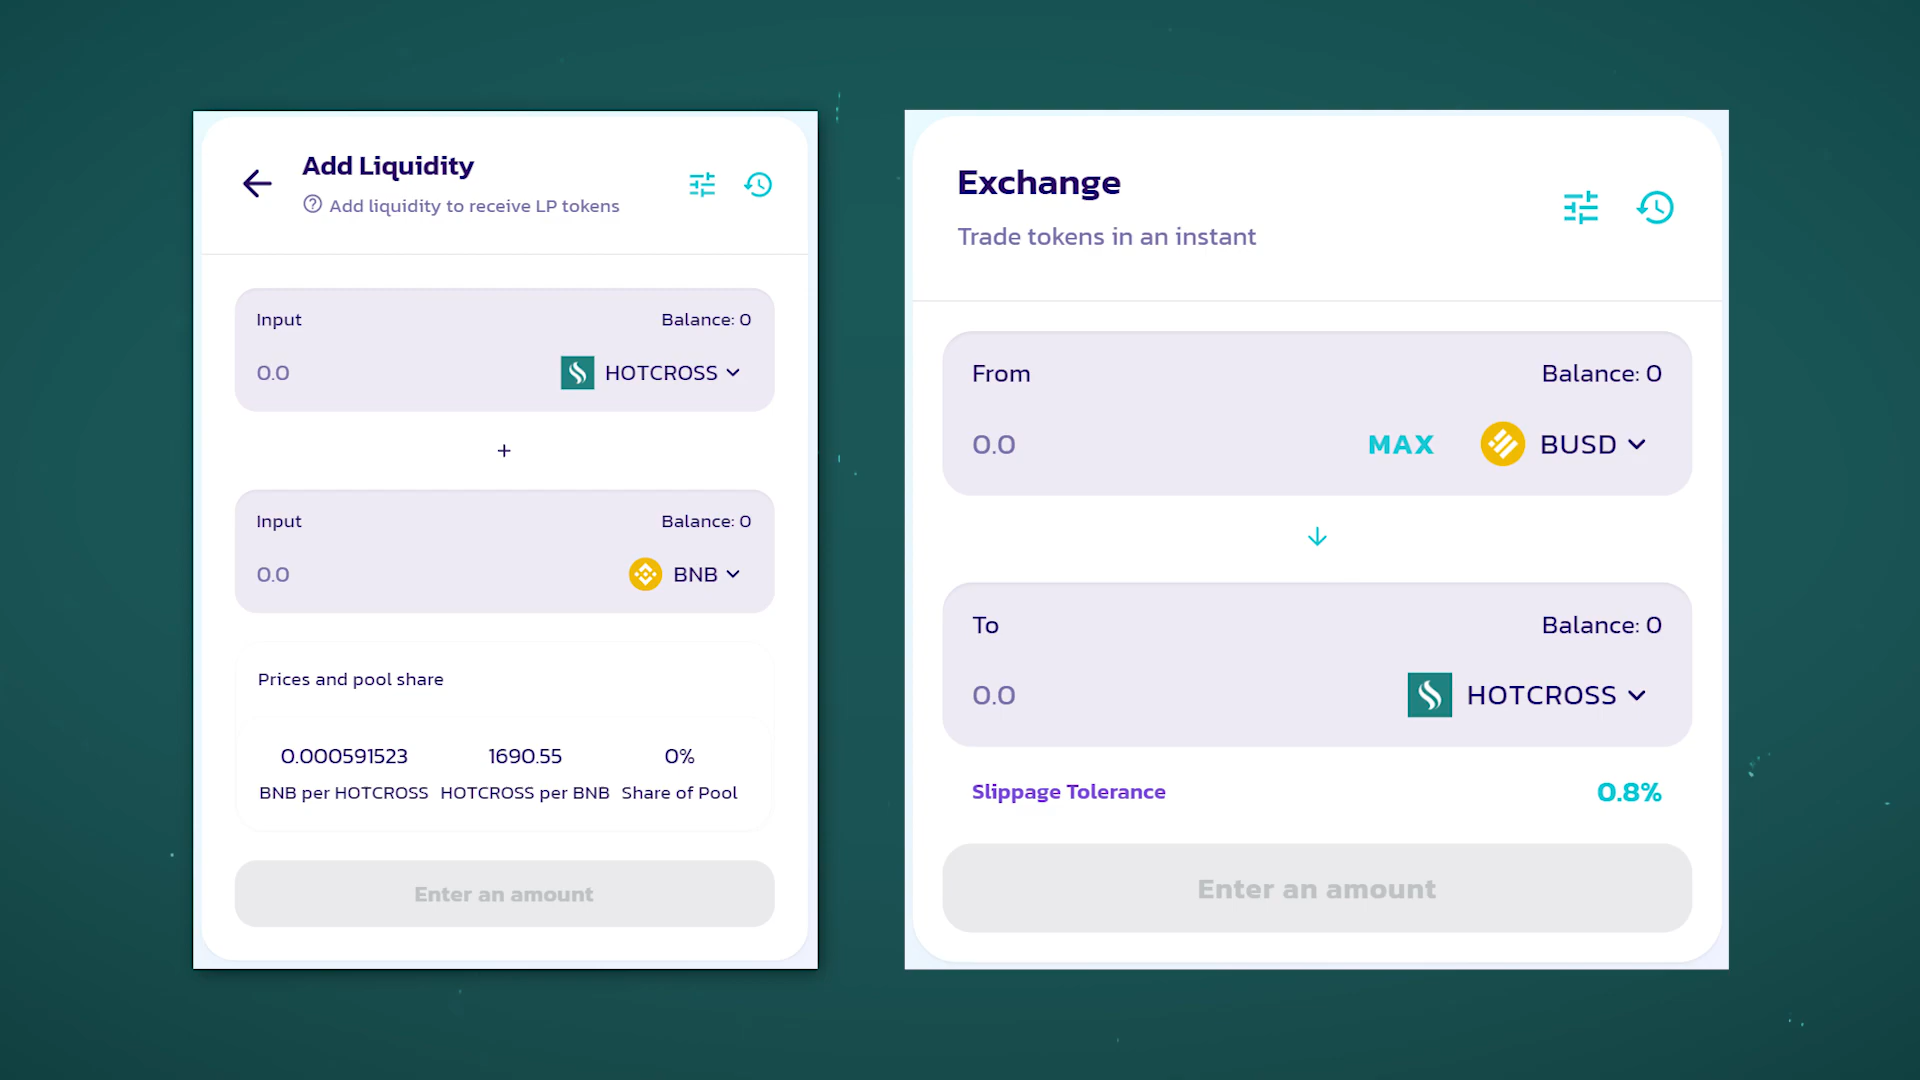 Add Liquidity
Add liquidity to receive LP tokens
Input
Balance: 0
0.0
HOTCROSS
+
Input
Balance: 0
0.0
BNB
Prices and pool share
0.000591523
1690.55
0%
BNB per HOTCROSS
HOTCROSS per BNB
Share of Pool
Enter an amount
Exchange
Trade tokens in an instant
From
Balance: 0
0.0
MAX
BUSD
To
Balance: 0
0.0
HOTCROSS
Slippage Tolerance
0.8%
Enter an amount